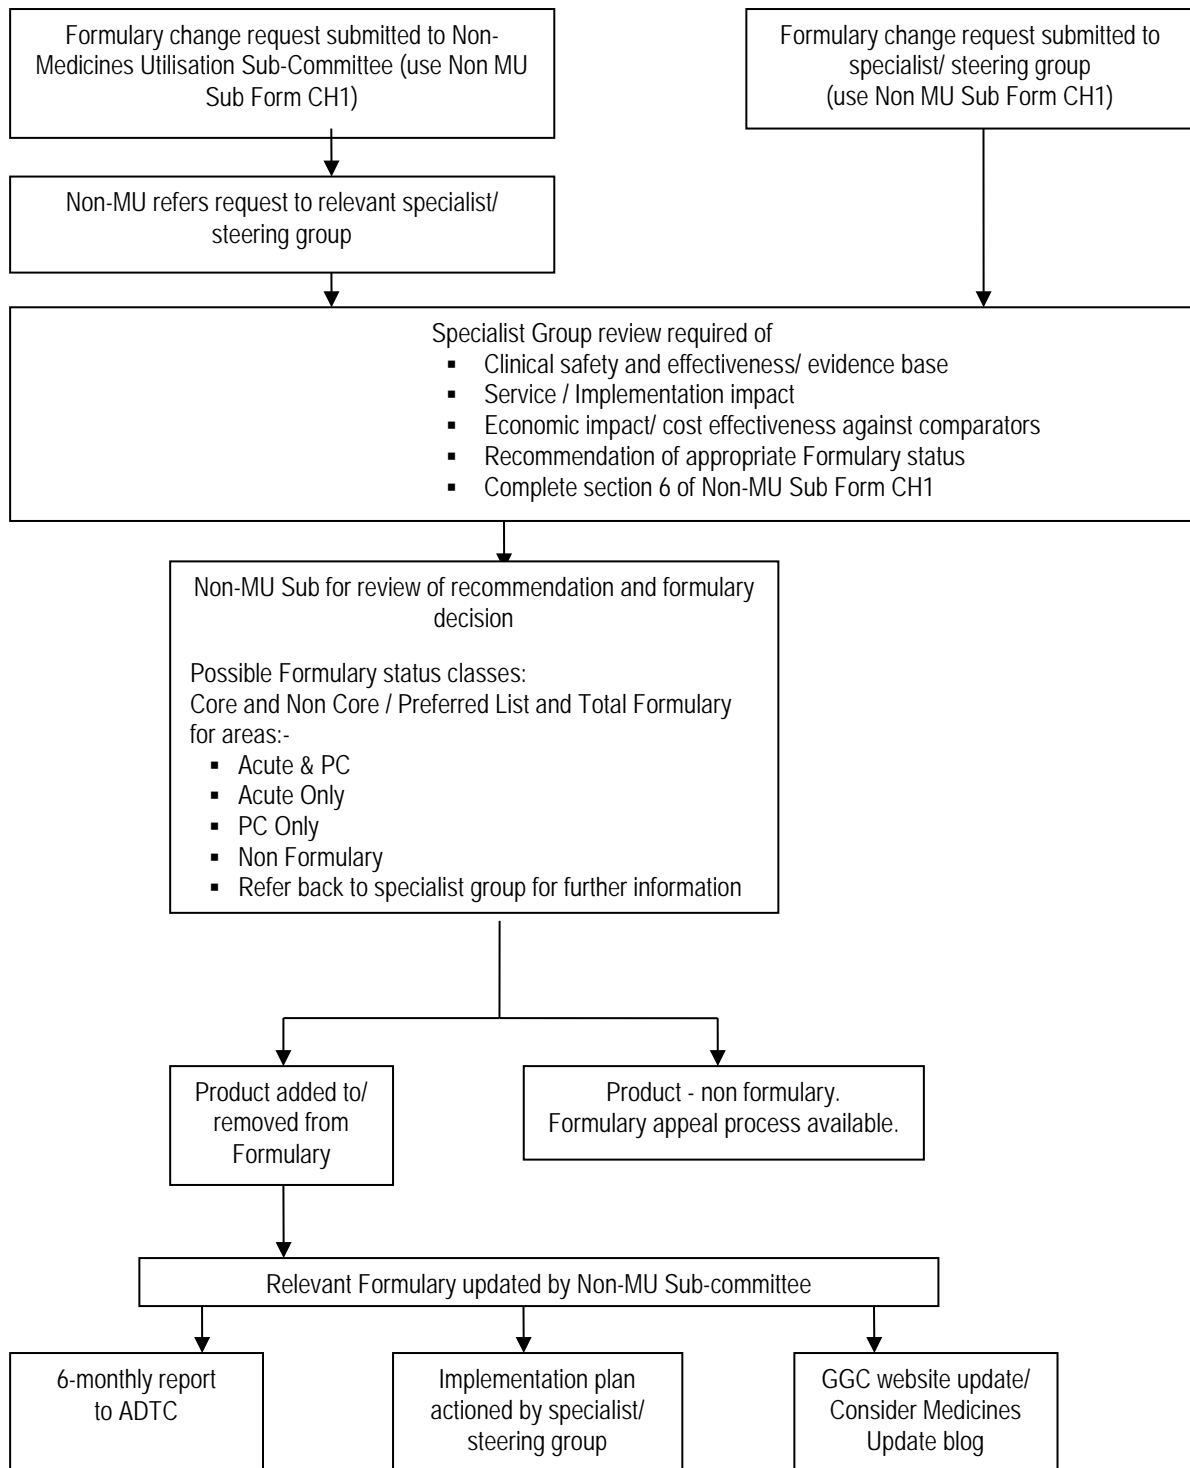 Formulary change request submitted to Non-
Medicines Utilisation Sub-Committee (use Non MU
Sub Form CH1)
Formulary change request submitted to
specialist/ steering group
(use Non MU Sub Form CH1)
Non-MU refers request to relevant specialist/
steering group
Specialist Group review required of
▪ Clinical safety and effectiveness/ evidence base
▪ Service / Implementation impact
▪ Economic impact/ cost effectiveness against comparators
▪ Recommendation of appropriate Formulary status
▪ Complete section 6 of Non-MU Sub Form CH1
Non-MU Sub for review of recommendation and formulary
decision
Possible Formulary status classes:
Core and Non Core / Preferred List and Total Formulary
for areas:-
▪ Acute & PC
▪ Acute Only
▪ PC Only
▪ Non Formulary
▪ Refer back to specialist group for further information
Product added to/
removed from
Formulary
Product - non formulary.
Formulary appeal process available.
Relevant Formulary updated by Non-MU Sub-committee
6-monthly report
to ADTC
Implementation plan
actioned by specialist/
steering group
GGC website update/
Consider Medicines
Update blog